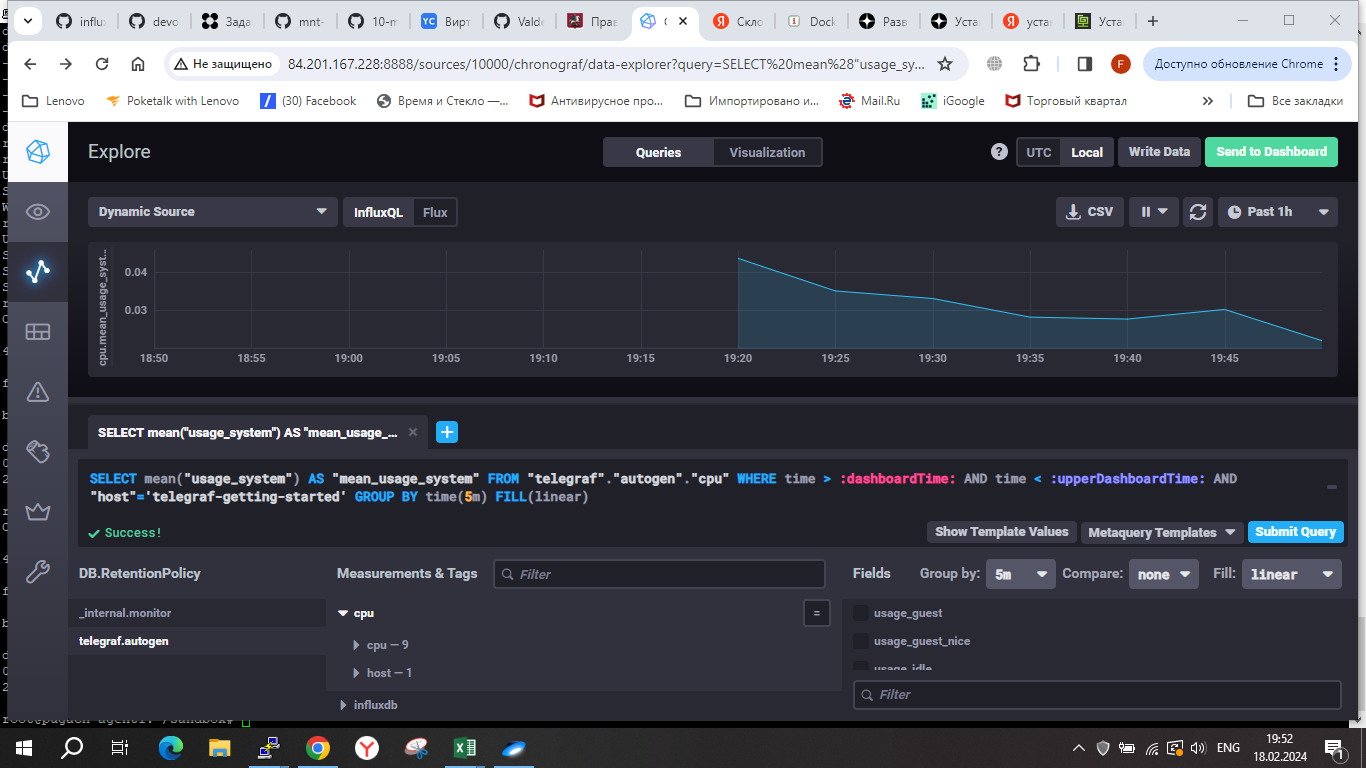 influx
devo
Зада
mnt-
10-m
YC Вирт
Valde
Прав
C
Я Скло
Dock
Разв
Уста
Я уста
Уста
Не защищено
84.201.167.228:8888/sources/10000/chronograf/data-explorer?query=SELECT%20mean%28"usage_sy...
F
Доступно обновление Chrome
Lenovo
Poketalk with Lenovo
(30) Facebook
Время и Стекло —...
Антивирусное про...
Импортировано и...
Mail.Ru
iGoogle
Торговый квартал
»
Все закладки
Explore
Queries
Visualization
?
UTC
Local
Write Data
Send to Dashboard
Dynamic Source
InfluxQL
Flux
CSV
Past 1h
cpu.mean_usage_syst...
0.04
0.03
18:50 18:55 19:00 19:05 19:10 19:15 19:20 19:25 19:30 19:35 19:40 19:45
SELECT mean("usage_system") AS "mean_usage_...
SELECT mean("usage_system") AS "mean_usage_system" FROM "telegraf"."autogen"."cpu" WHERE time > :dashboardTime: AND time < :upperDashboardTime: AND
"host"='telegraf-getting-started' GROUP BY time(5m) FILL(linear)
Success!
Show Template Values
Metaquery Templates
Submit Query
DB.RetentionPolicy
Measurements & Tags
Filter
Fields
Group by:
5m
Compare:
none
Fill:
linear
_internal.monitor
cpu
=
usage_guest
telegraf.autogen
cpu — 9
usage_guest_nice
host — 1
usage_idle
influxdb
Filter
ENG
19:52
18.02.2024
1